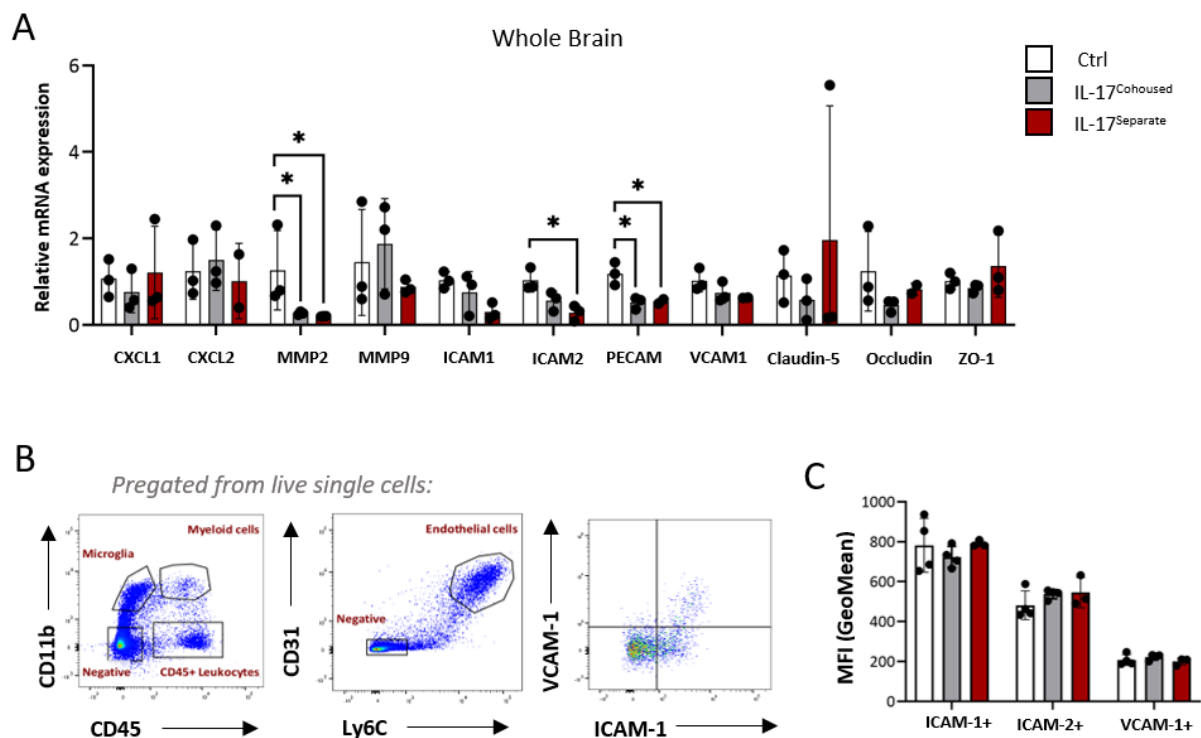 A
Whole Brain
Ctrl
IL-17Cohoused
IL-17Separate
Relative mRNA expression
6
4
2
0
* * * * *
CXCL1 CXCL2 MMP2 MMP9 ICAM1 ICAM2 PECAM VCAM1 Claudin-5 Occludin ZO-1
B
Pregated from live single cells:
CD11b
Myeloid cells
Microglia
Negative
CD45+ Leukocytes
CD45
CD31
Endothelial cells
Negative
Ly6C
VCAM-1
ICAM-1
C
MFI (GeoMean)
1000
800
600
400
200
0
ICAM-1+ ICAM-2+ VCAM-1+